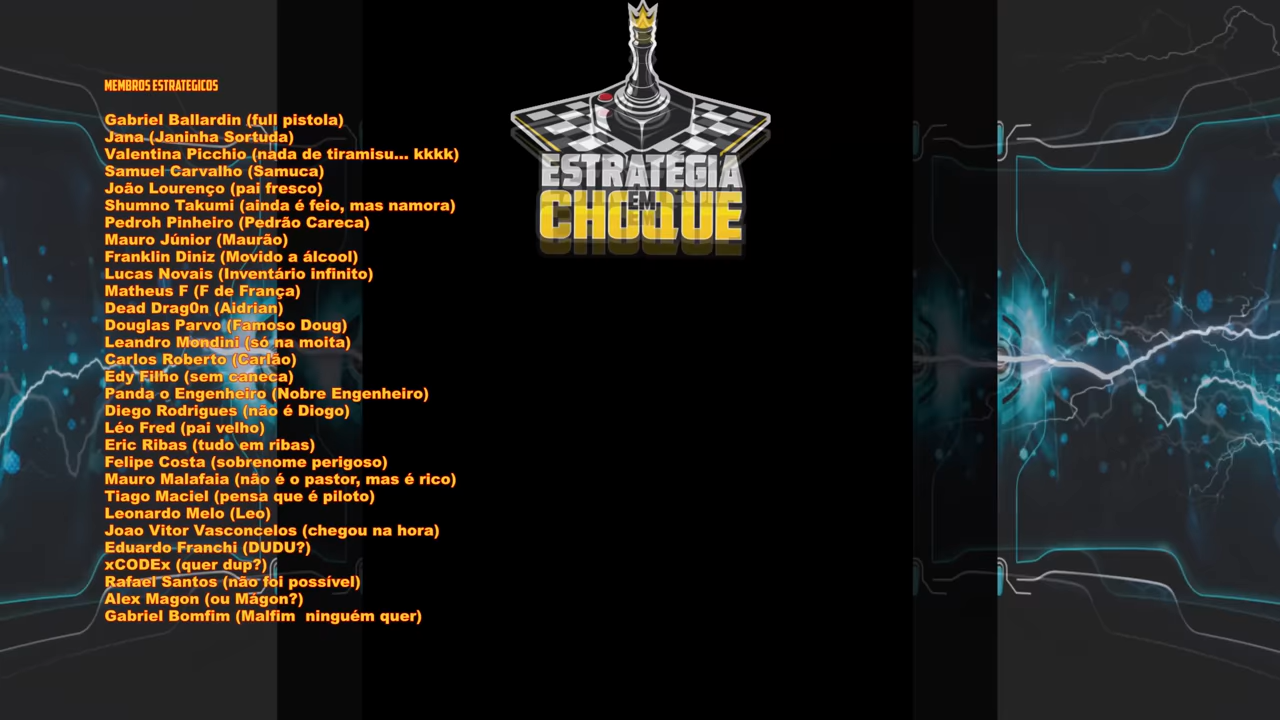 MEMBROS ESTRATEGICOS
Gabriel Ballardin (full pistola)
Jana (Janinha Sortuda)
Valentina Picchio (nada de tiramisu... kkkk)
Samuel Carvalho (Samuca)
João Lourenço (pai fresco)
Shumno Takumi (ainda é feio, mas namora)
Pedroh Pinheiro (Pedrão Careca)
Mauro Júnior (Maurão)
Franklin Diniz (Movido a álcool)
Lucas Novais (Inventário infinito)
Matheus F (F de França)
Dead Drag0n (Aidrian)
Douglas Parvo (Famoso Doug)
Leandro Mondini (só na moita)
Carlos Roberto (Carlão)
Edy Filho (sem caneca)
Panda o Engenheiro (Nobre Engenheiro)
Diego Rodrigues (não é Diogo)
Léo Fred (pai velho)
Eric Ribas (tudo em ribas)
Felipe Costa (sobrenome perigoso)
Mauro Malafaia (não é o pastor, mas é rico)
Tiago Maciel (pensa que é piloto)
Leonardo Melo (Leo)
Joao Vitor Vasconcelos (chegou na hora)
Eduardo Franchi (DUDU?)
xCODEx (quer dup?)
Rafael Santos (não foi possível)
Alex Magon (ou Mágon?)
Gabriel Bomfim (Malfim  ninguém quer)
ESTRATÉGIA
EM
CHOQUE